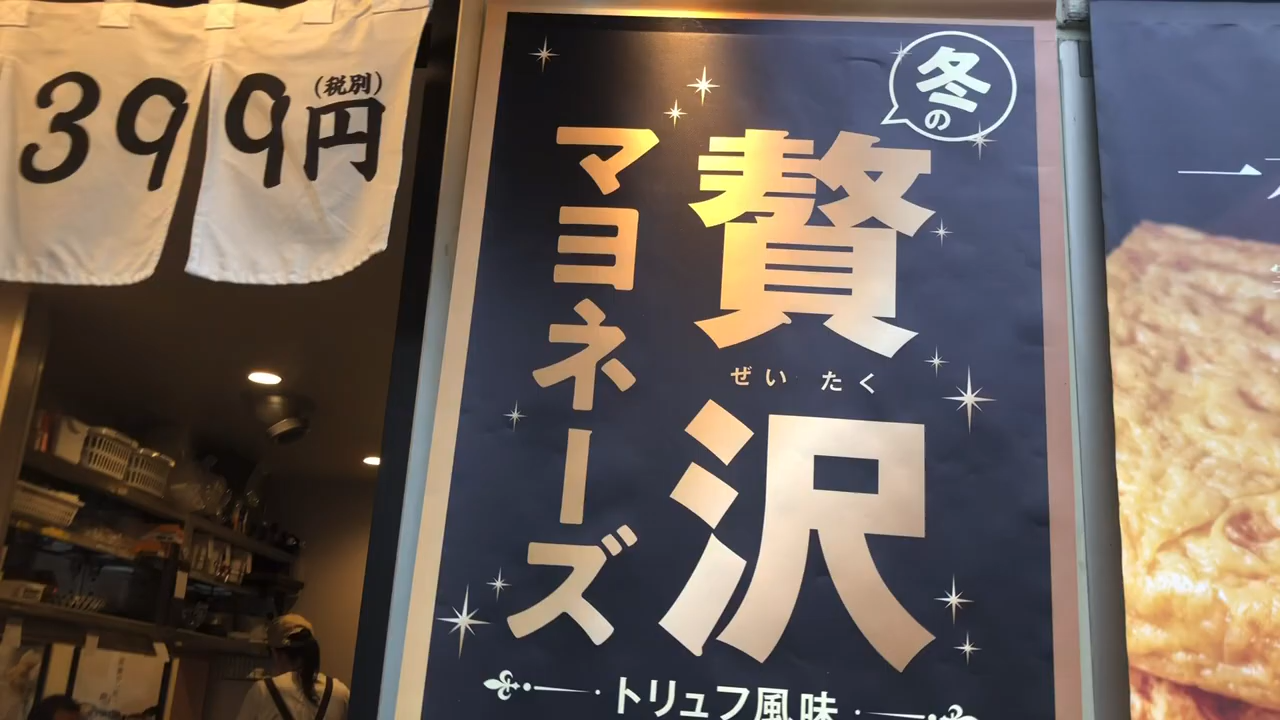 399円
(税別)
冬の
贅沢
ぜいたく
マヨネーズ
トリュフ風味